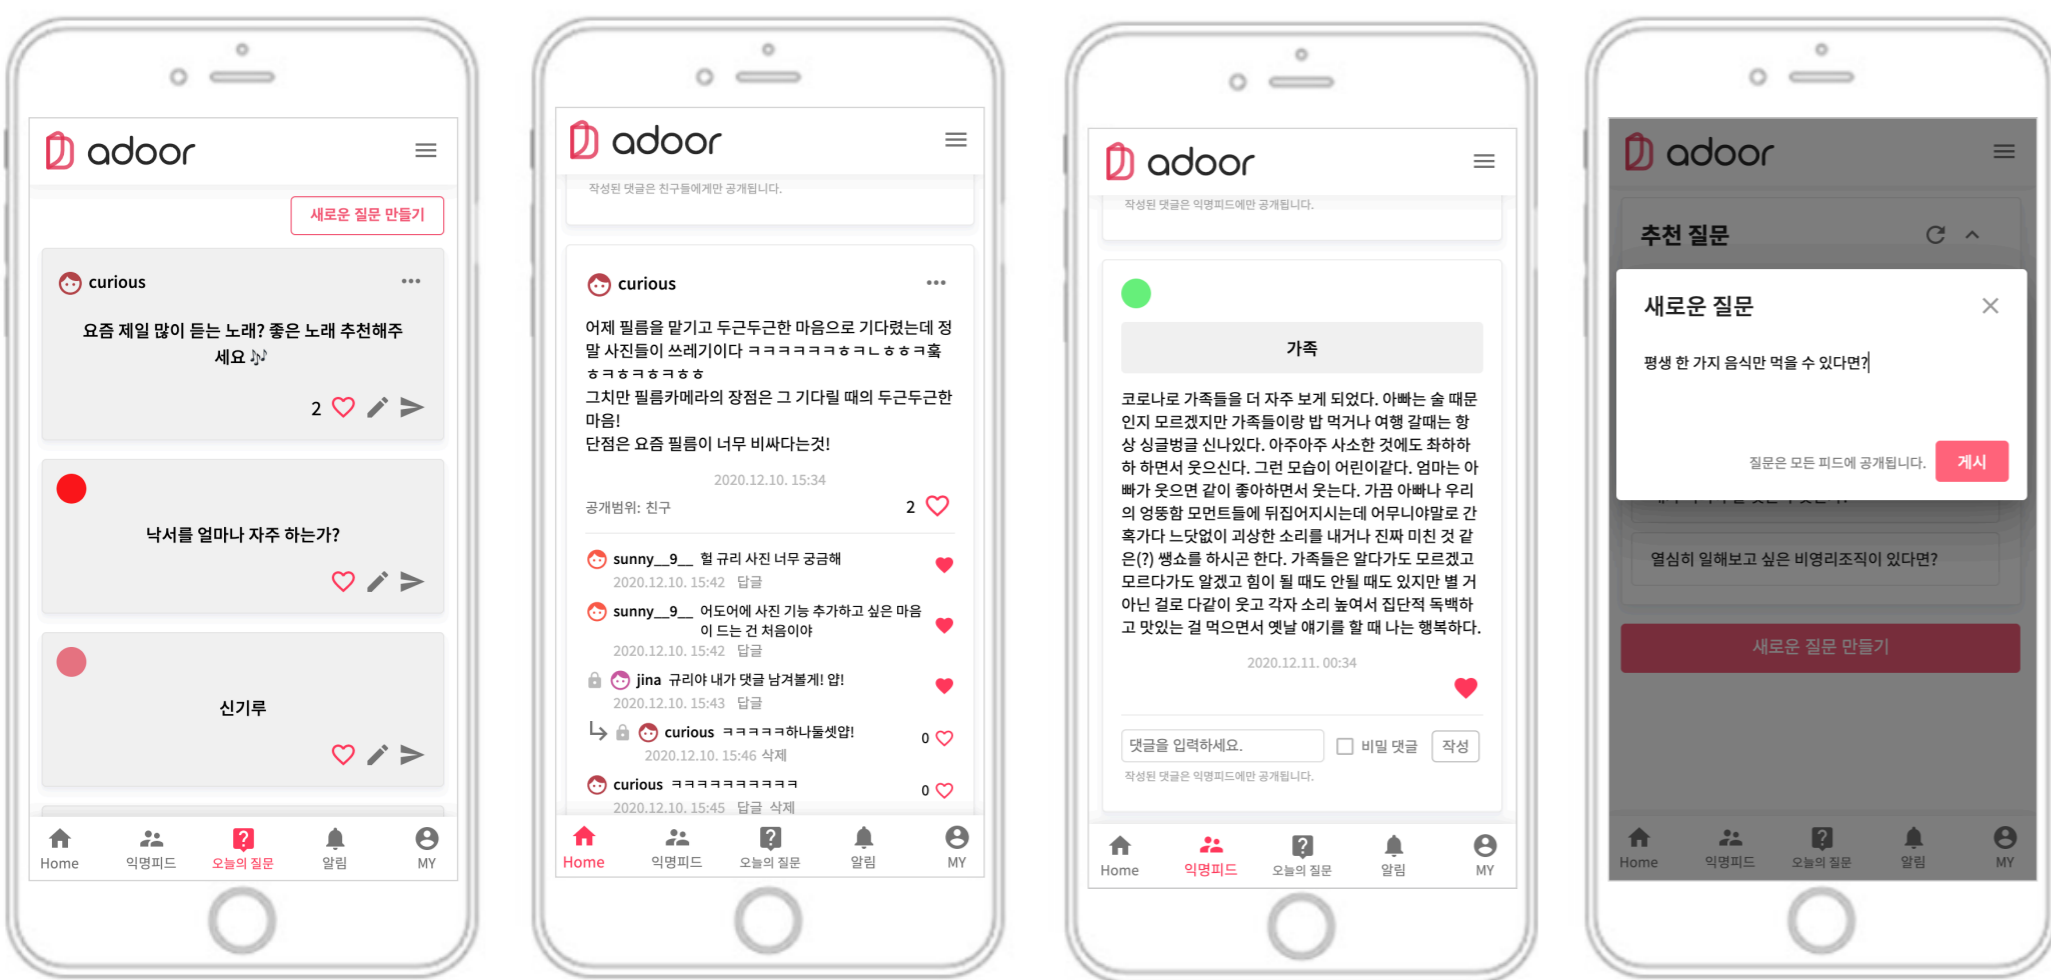 adoor
새로운 질문 만들기
curious
요즘 제일 많이 듣는 노래? 좋은 노래 추천해주
세요 🎶
2
낙서를 얼마나 자주 하는가?
신기루
Home 익명피드 오늘의 질문 알림 MY
adoor
작성된 댓글은 친구들에게만 공개됩니다.
curious
어제 필름을 맡기고 두근두근한 마음으로 기다렸는데 정
말 사진들이 쓰레기이다 ㅋㅋㅋㅋㅋㅋㅎㅋㄴㅎㅎㅋ훜
ㅎㅋㅎㅋㅎㅋㅎㅎ
그치만 필름카메라의 장점은 그 기다릴 때의 두근두근한
마음!
단점은 요즘 필름이 너무 비싸다는것!
2020.12.10. 15:34
공개범위: 친구 2
sunny__9__ 헐 규리 사진 너무 궁금해
2020.12.10. 15:42 답글
sunny__9__ 어도어에 사진 기능 추가하고 싶은 마음
이 드는 건 처음이야
2020.12.10. 15:42 답글
jina 규리야 내가 댓글 남겨볼게! 얍!
2020.12.10. 15:43 답글
curious ㅋㅋㅋㅋㅋ하나둘셋얍! 0
2020.12.10. 15:46 삭제
curious ㅋㅋㅋㅋㅋㅋㅋㅋㅋㅋ 0
2020.12.10. 15:45 답글 삭제
Home 익명피드 오늘의 질문 알림 MY
adoor
작성된 댓글은 익명피드에만 공개됩니다.
가족
코로나로 가족들을 더 자주 보게 되었다. 아빠는 술 때문
인지 모르겠지만 가족들이랑 밥 먹거나 여행 갈때는 항
상 싱글벙글 신나있다. 아주아주 사소한 것에도 촤하하
하 하면서 웃으신다. 그런 모습이 어린이같다. 엄마는 아
빠가 웃으면 같이 좋아하면서 웃는다. 가끔 아빠나 우리
의 엉뚱함 모먼트들에 뒤집어지시는데 어무니야말로 간
혹가다 느닷없이 괴상한 소리를 내거나 진짜 미친 것 같
은(?) 쌩쇼를 하시곤 한다. 가족들은 알다가도 모르겠고
모르다가도 알겠고 힘이 될 때도 안될 때도 있지만 별 거
아닌 걸로 다같이 웃고 각자 소리 높여서 집단적 독백하
고 맛있는 걸 먹으면서 옛날 얘기를 할 때 나는 행복하다.
2020.12.11. 00:34
댓글을 입력하세요. 비밀 댓글 작성
작성된 댓글은 익명피드에만 공개됩니다.
Home 익명피드 오늘의 질문 알림 MY
adoor
추천 질문
새로운 질문
평생 한 가지 음식만 먹을 수 있다면?
질문은 모든 피드에 공개됩니다. 게시
열심히 일해보고 싶은 비영리조직이 있다면?
새로운 질문 만들기
Home 익명피드 오늘의 질문 알림 MY